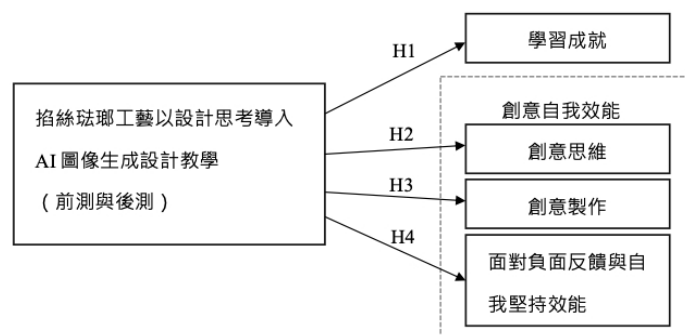 H1
學習成就
掐絲琺瑯工藝以設計思考導入
AI 圖像生成設計教學
（前測與後測）
創意自我效能
H2
創意思維
H3
創意製作
H4
面對負面反饋與自
我堅持效能